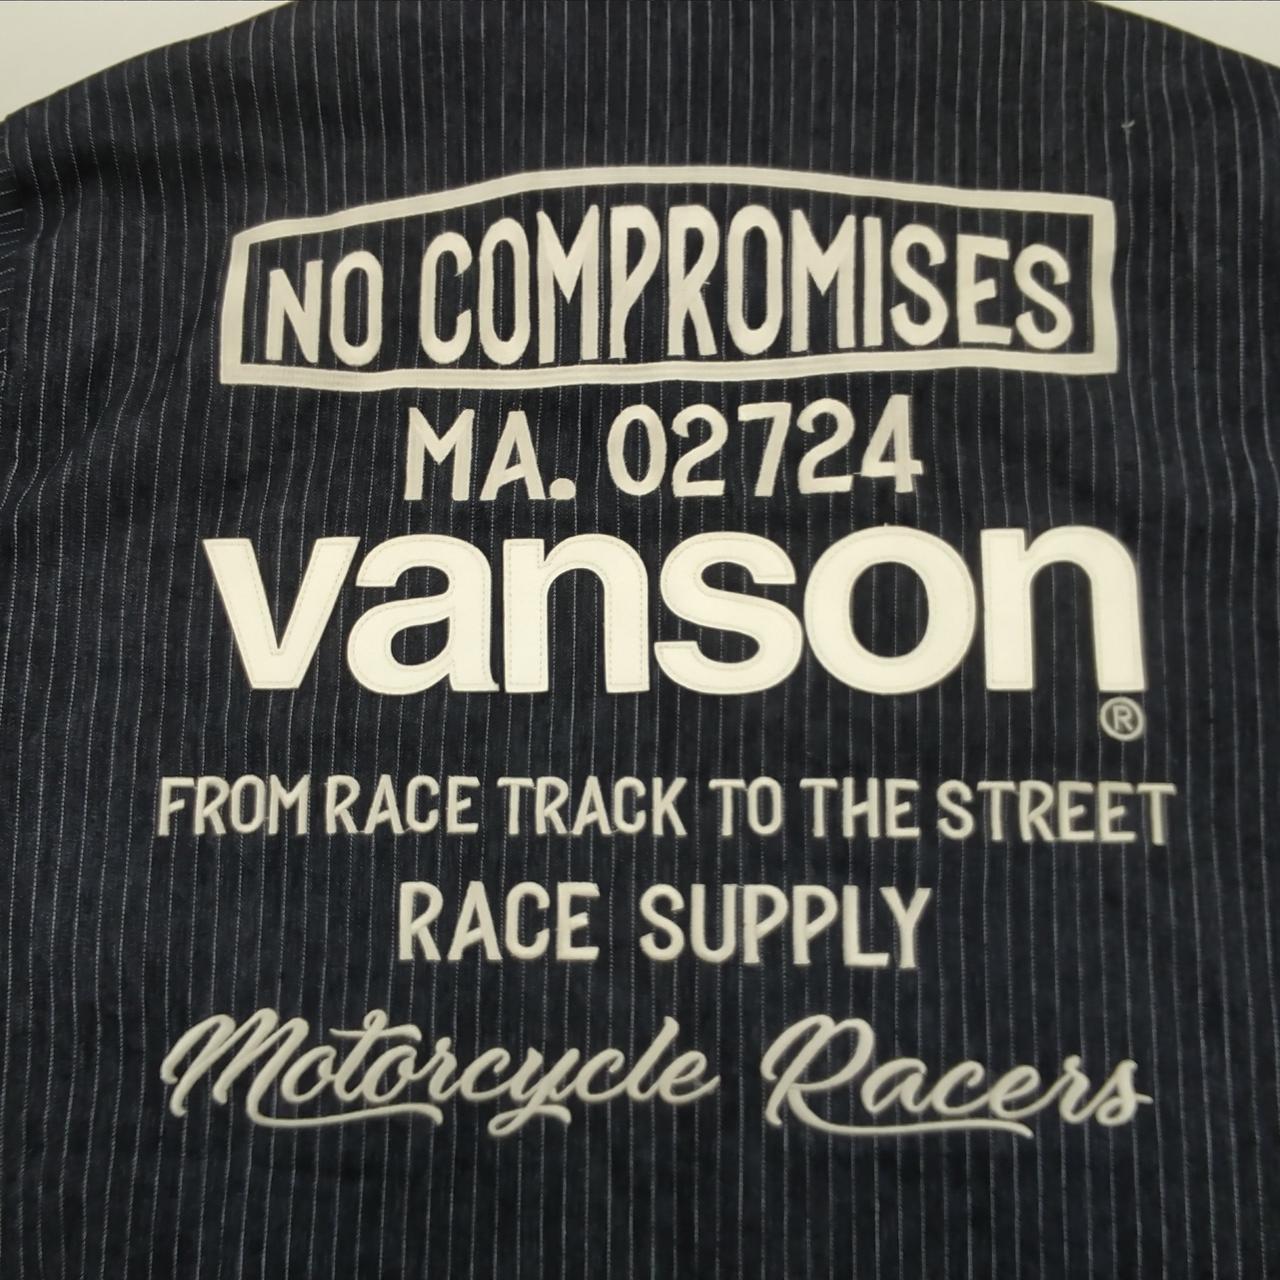 NO COMPROMISES
MA. 02724
vanson
®
FROM RACE TRACK TO THE STREET
RACE SUPPLY
Motorcycle Racers